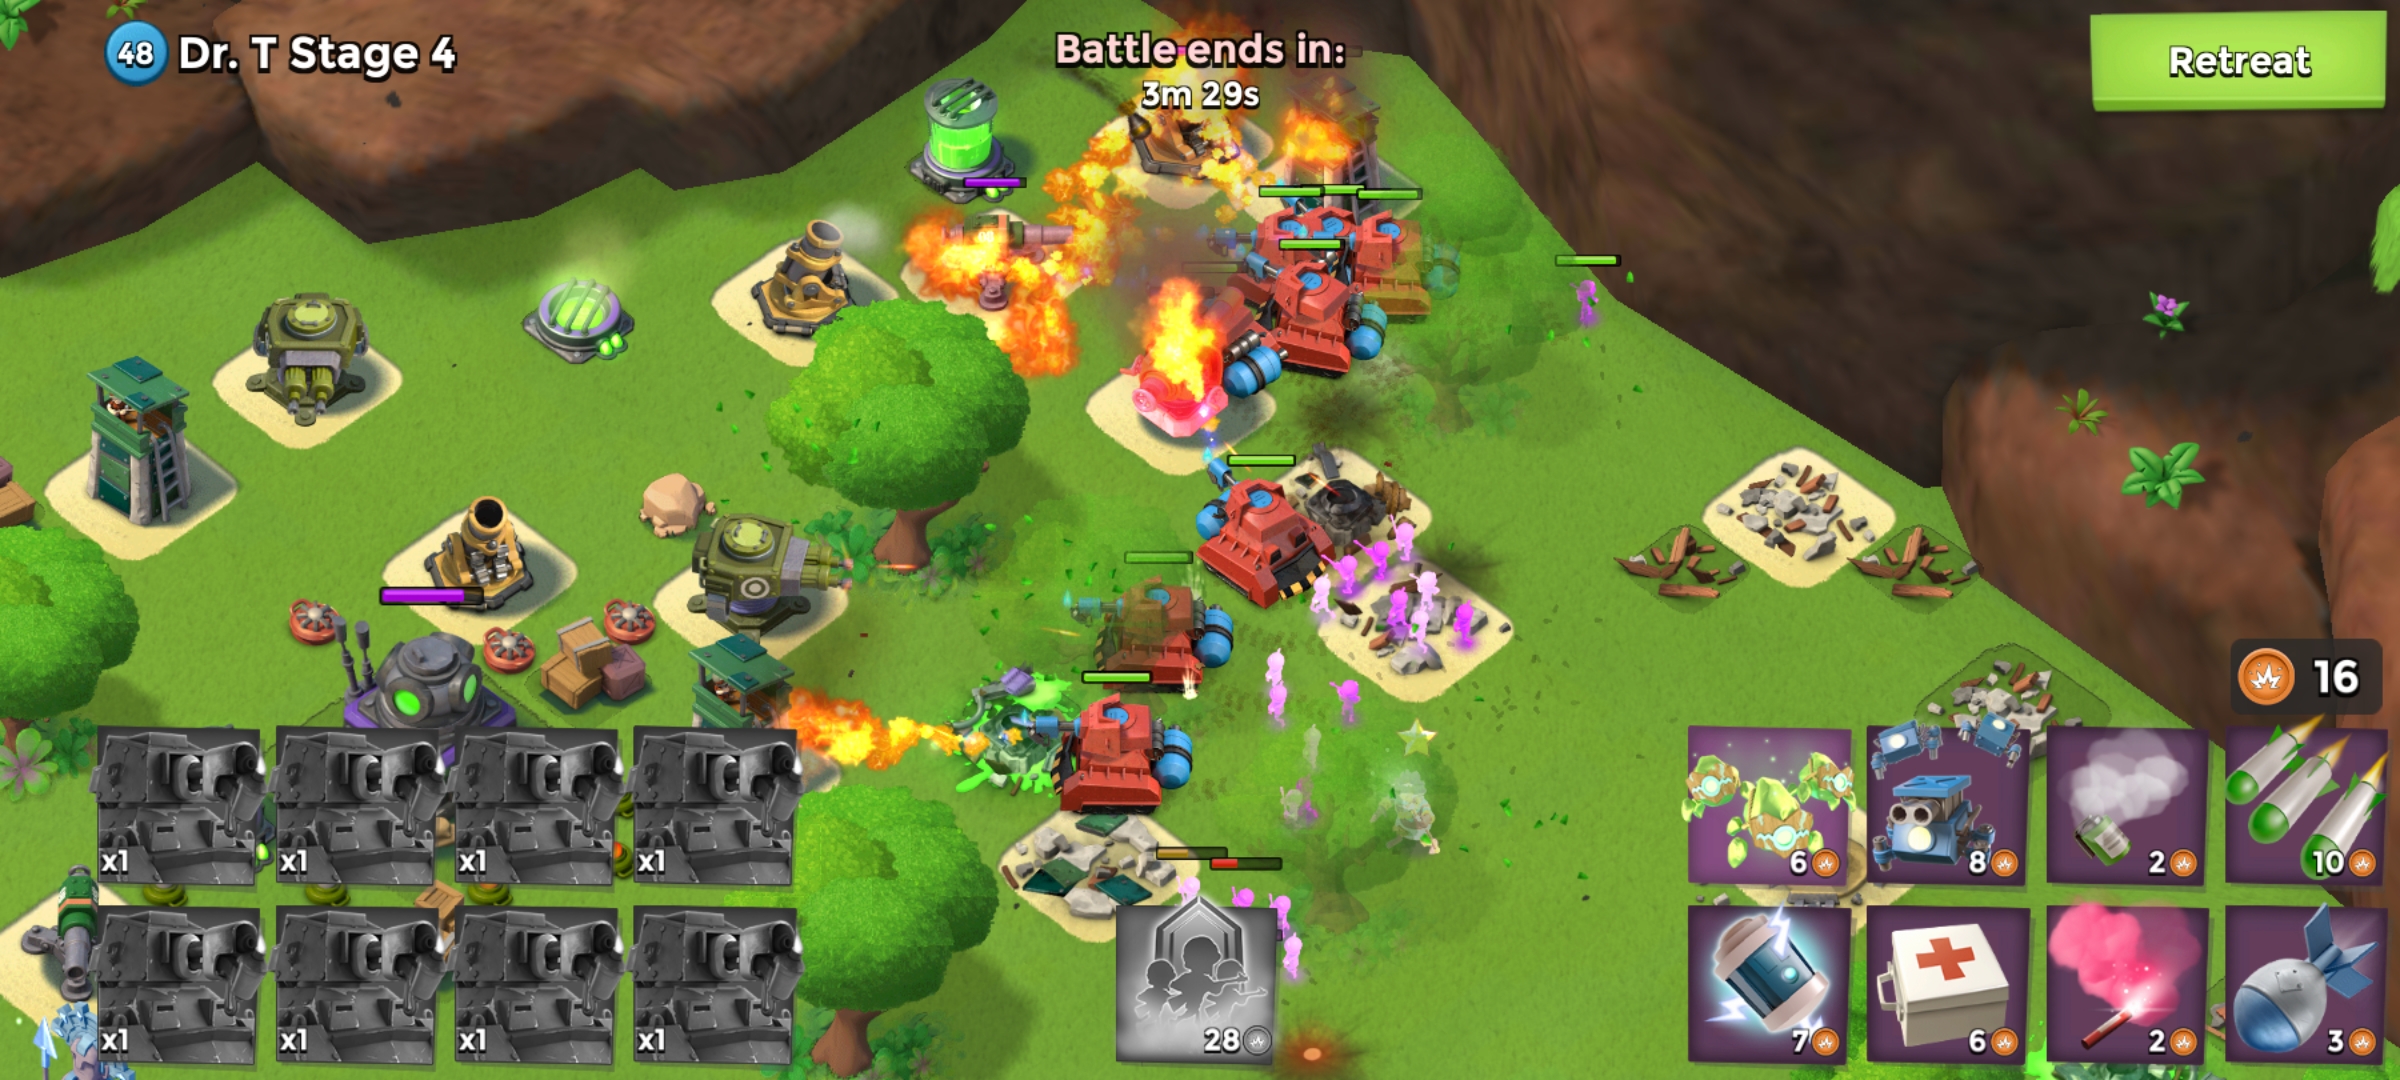 48 Dr. T Stage 4
Battle ends in:
3m 29s
Retreat
16
x1 x1 x1 x1
6 8 2 10
x1 x1 x1 x1
28
7 6 2 3